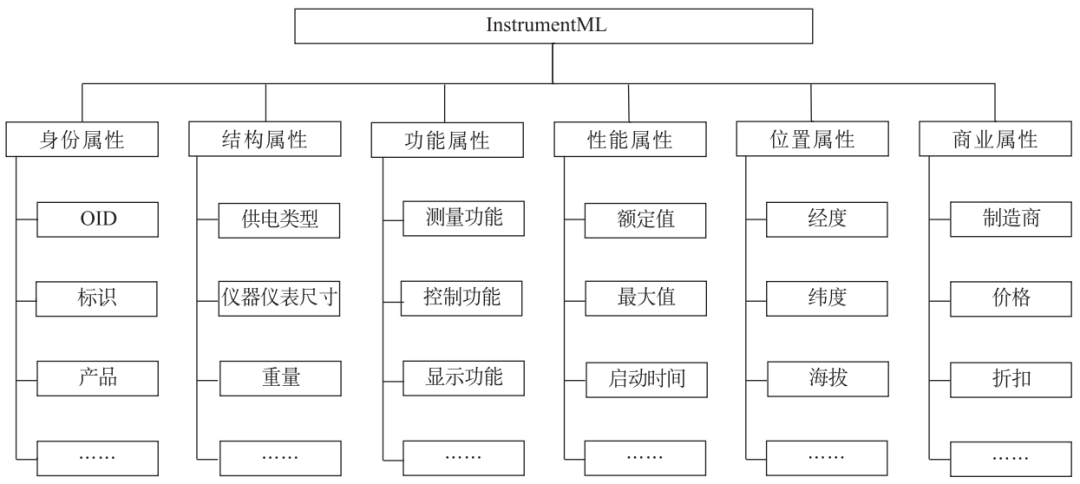 InstrumentML
身份属性
结构属性
功能属性
性能属性
位置属性
商业属性
OID
供电类型
测量功能
额定值
经度
制造商
标识
仪器仪表尺寸
控制功能
最大值
纬度
价格
产品
重量
显示功能
启动时间
海拔
折扣
……
……
……
……
……
……